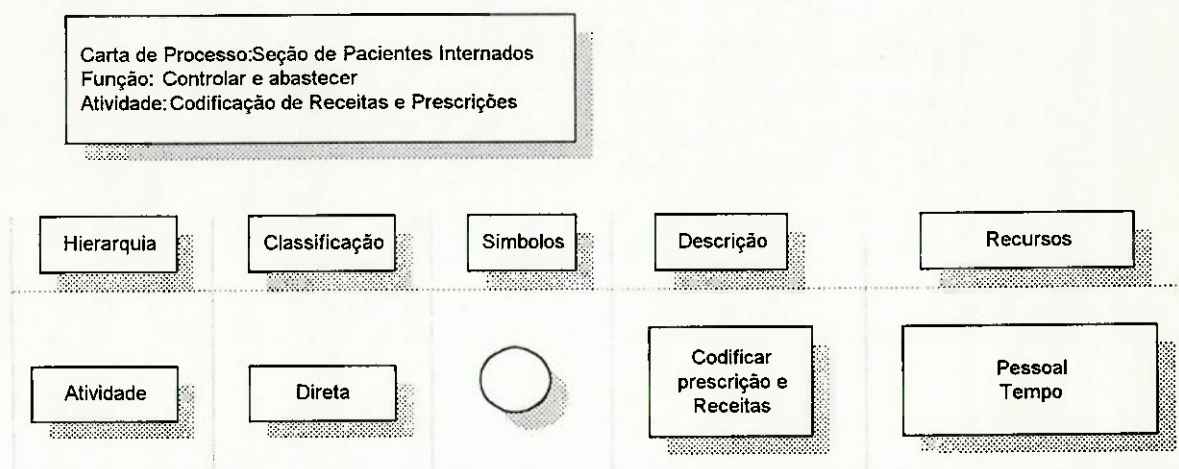 Carta de Processo:Seção de Pacientes Internados
Função: Controlar e abastecer
Atividade: Codificação de Receitas e Prescrições
Hierarquia
Classificação
Simbolos
Descrição
Recursos
Atividade
Direta
Codificar
prescrição e
Receitas
Pessoal
Tempo